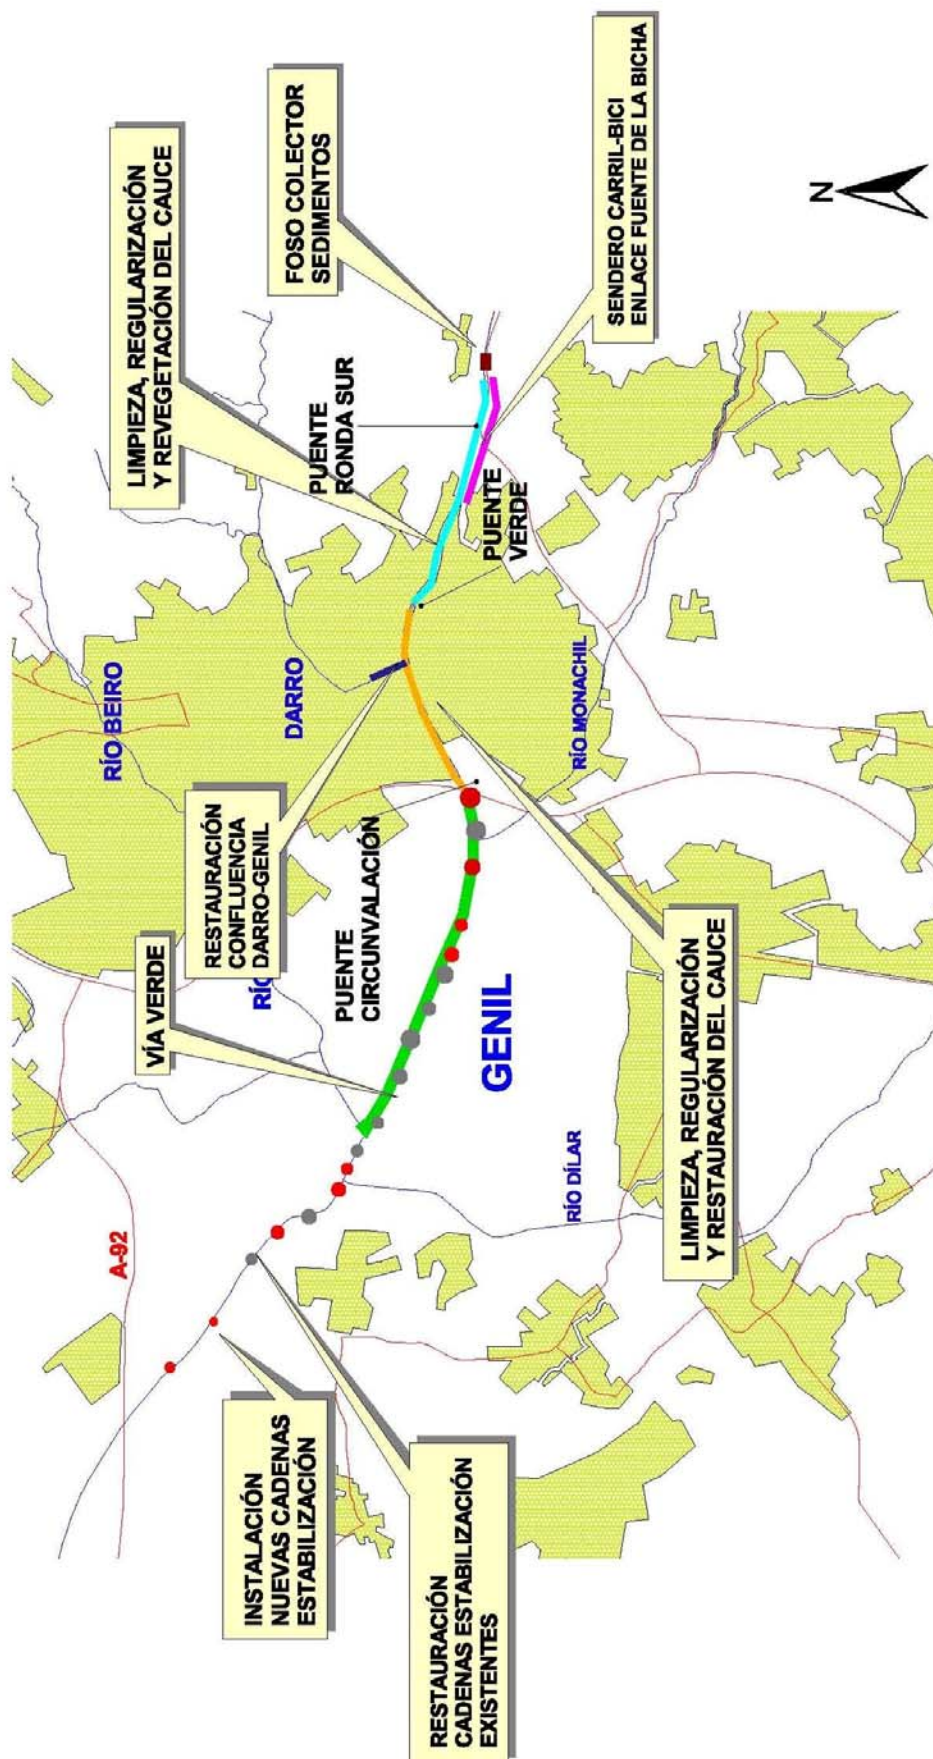 INSTALACIÓN
NUEVAS CADENAS
ESTABILIZACIÓN
RESTAURACIÓN
CADENAS ESTABILIZACIÓN
EXISTENTES
A-92
VÍA VERDE
RÍO DÍLAR
GENIL
RÍO
RESTAURACIÓN
CONFLUENCIA
DARRO-GENIL
PUENTE
CIRCUNVALACIÓN
LIMPIEZA, REGULARIZACIÓN
Y RESTAURACIÓN DEL CAUCE
RÍO BEIRO
DARRO
RÍO MONACHIL
LIMPIEZA, REGULARIZACIÓN
Y REVEGETACIÓN DEL CAUCE
PUENTE
RONDA SUR
PUENTE
VERDE
FOSO COLECTOR
SEDIMENTOS
SENDERO CARRIL-BICI
ENLACE FUENTE DE LA BICHA
N